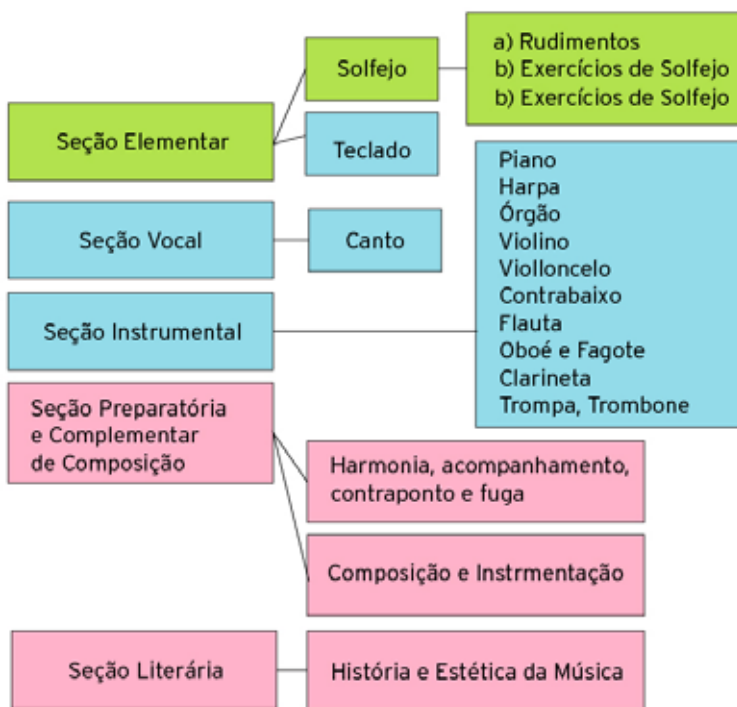 Seção Elementar
Solfejo
a) Rudimentos
b) Exercícios de Solfejo
b) Exercícios de Solfejo
Teclado
Seção Vocal
Canto
Seção Instrumental
Piano
Harpa
Órgão
Violino
Violloncelo
Contrabaixo
Flauta
Oboé e Fagote
Clarineta
Trompa, Trombone
Seção Preparatória
e Complementar
de Composição
Harmonia, acompanhamento,
contraponto e fuga
Composição e Instrmentação
Seção Literária
História e Estética da Música